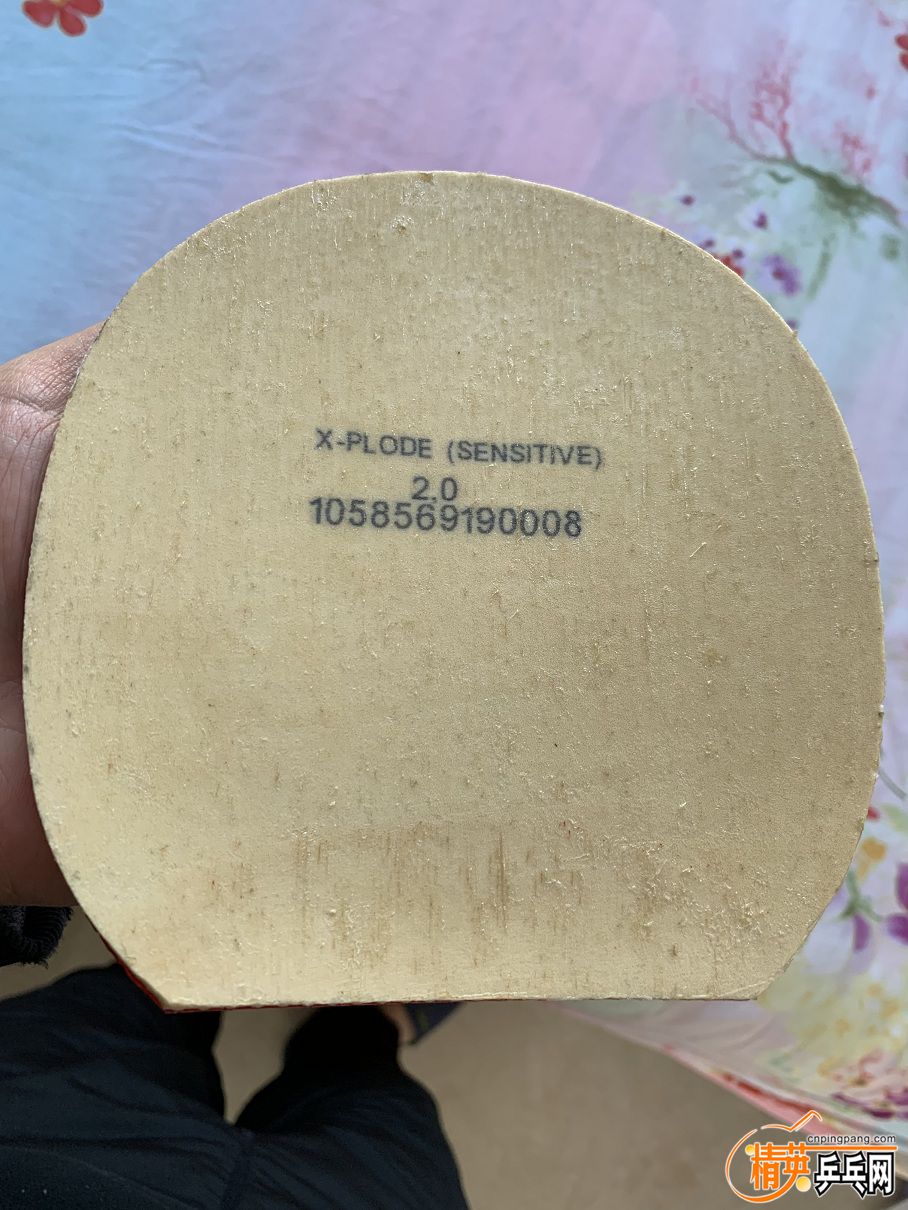 X-PLODE (SENSITIVE)
2.0
1058569190008
cnpingpang.com
精英乒乓网